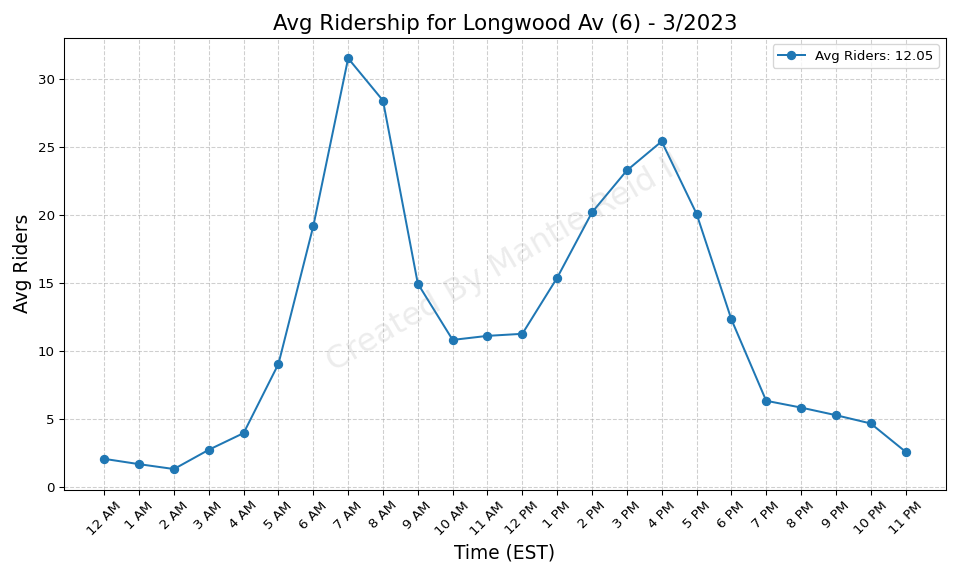 Avg Ridership for Longwood Av (6) - 3/2023
Avg Riders: 12.05
Avg Riders
30
25
20
15
10
5
0
Created By Mantie Reid II
12 AM
1 AM
2 AM
3 AM
4 AM
5 AM
6 AM
7 AM
8 AM
9 AM
10 AM
11 AM
12 PM
1 PM
2 PM
3 PM
4 PM
5 PM
6 PM
7 PM
8 PM
9 PM
10 PM
11 PM
Time (EST)